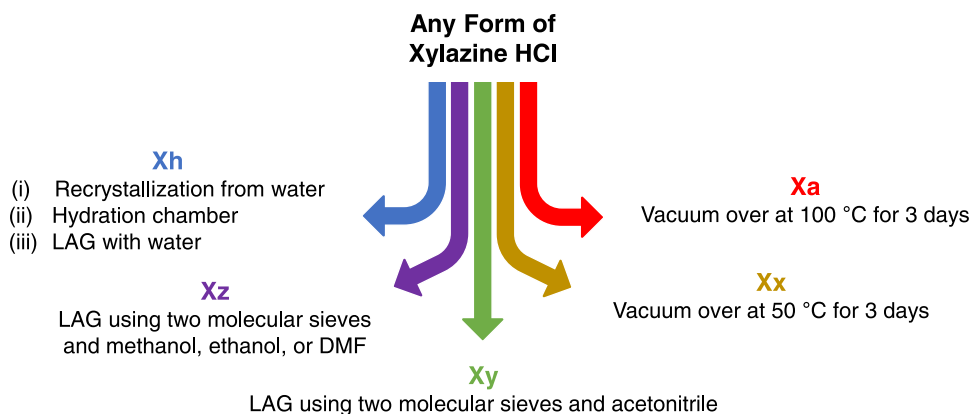 Any Form of
Xylazine HCl
Xh
(i) Recrystallization from water
(ii) Hydration chamber
(iii) LAG with water
Xa
Vacuum over at 100 °C for 3 days
Xz
LAG using two molecular sieves
and methanol, ethanol, or DMF
Xx
Vacuum over at 50 °C for 3 days
Xy
LAG using two molecular sieves and acetonitrile